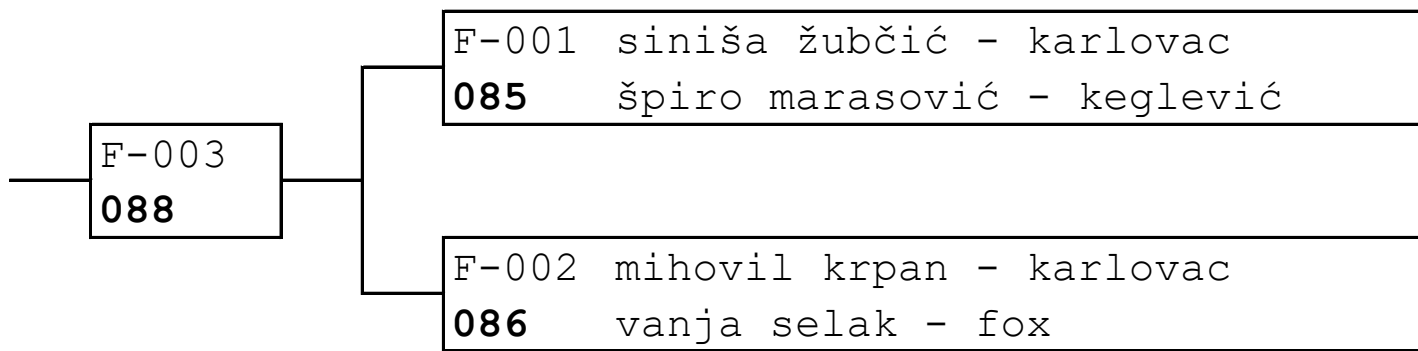 F-001 siniša žubčić - karlovac
085 špiro marasović - keglević
F-003
088
F-002 mihovil krpan - karlovac
086 vanja selak - fox